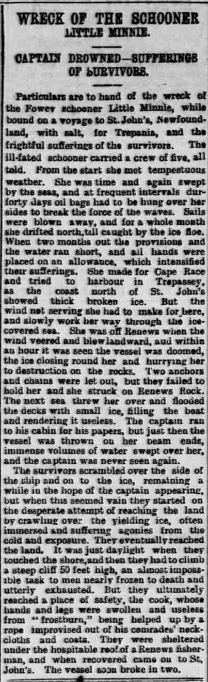 WRECK OF THE SCHOONER
LITTLE MINNIE.
CAPTAIN DROWNED—SUFFERINGS
OF SURVIVORS.
Particulars are to hand of the wreck of
the Fowey schooner Little Minnie, while
bound on a voyage to St. John's, Newfound-
land, with salt, for Trepania, and the
frightful sufferings of the survivors. The
ill-fated schooner carried a crew of five, all
told. From the start she met tempestuous
weather. She was time and again swept
by the seas, and at frequent intervals dur-
forty days oil bags had to be hung over her
sides to break the force of the waves. Sails
were blown away, and for a whole month
she drifted north, till caught by the ice floe.
When two months out the provisions and
the water ran short, and all hands were
placed on an allowance, which intensified
their sufferings. She made for Cape Race
and tried to harbour in Trepassey,
as the coast north of St. John's
showed thick broken ice. But the
wind not serving she had to make for here,
and slowly work her way through the ice-
covered sea. She was off Renews when the
wind veered and blew landward, and within
an hour it was seen the vessel was doomed,
the ice closing round her and hurrying her
to destruction on the rocks. Two anchors
and chains were let out, but they failed to
hold her and she struck on Renews Rock.
The next sea threw her over and flooded
the decks with small ice, filling the boat
and rendering it useless. The captain ran
to his cabin for his papers, but just then the
vessel was thrown on her beam ends,
immense volumes of water swept over her,
and the captain was never seen again.
The survivors scrambled over the side of
the ship and on to the ice, remaining a
while in the hope of the captain appearing,
but when this seemed vain they started on
the desperate attempt of reaching the land
by crawling over the yielding ice, often
immersed and suffering agonies from the
cold and exposure. They eventually reached
the land. It was just daylight when they
touched the shore, and then they had to climb
a steep cliff 50 feet high, an almost imposs-
ible task to men nearly frozen to death and
utterly exhausted. But they ultimately
reached a place of safety, the cook, whose
hands and legs were swollen and useless
from "frostburn," being helped up by a
rope improvised out of his comrades' neck-
cloths and coats. They were sheltered
under the hospitable roof of a Renews fisher-
man, and when recovered came on to St.
John's. The vessel soon broke in two.